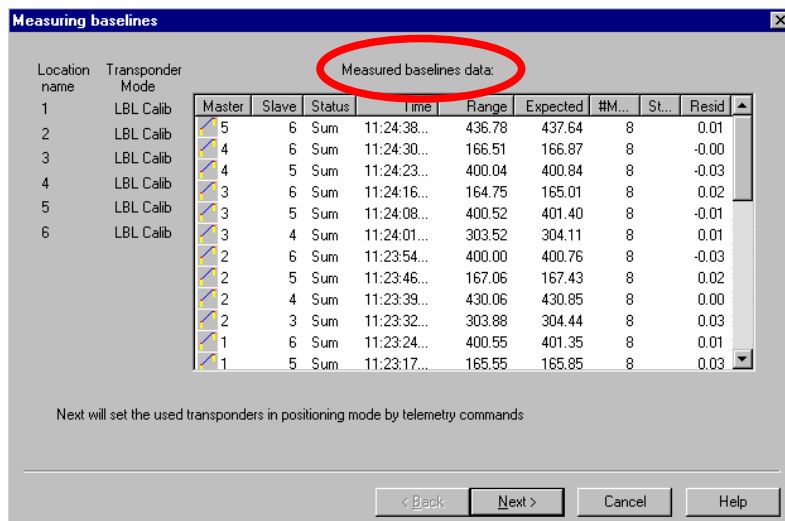 Measuring baselines
Location name Transponder Mode
Measured baselines data:
1 LBL Calib
2 LBL Calib
3 LBL Calib
4 LBL Calib
5 LBL Calib
6 LBL Calib
Master Slave Status Time Range Expected #M... St... Resid
5 6 Sum 11:24:38... 436.78 437.64 8 0.01
4 6 Sum 11:24:30... 166.51 166.87 8 -0.00
4 5 Sum 11:24:23... 400.04 400.84 8 -0.03
3 6 Sum 11:24:16... 164.75 165.01 8 0.02
3 5 Sum 11:24:08... 400.52 401.40 8 -0.01
3 4 Sum 11:24:01... 303.52 304.11 8 0.01
2 6 Sum 11:23:54... 400.00 400.76 8 -0.03
2 5 Sum 11:23:46... 167.06 167.43 8 0.02
2 4 Sum 11:23:39... 430.06 430.85 8 0.00
2 3 Sum 11:23:32... 303.88 304.44 8 0.03
1 6 Sum 11:23:24... 400.55 401.35 8 0.01
1 5 Sum 11:23:17... 165.55 165.85 8 0.03
Next will set the used transponders in positioning mode by telemetry commands
< Back Next > Cancel Help